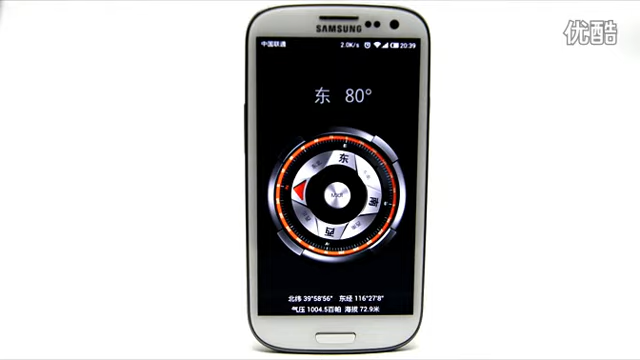 优酷
SAMSUNG
中国联通 2.0K/s 20:39
东 80°
东
南
西
北纬 39°58'56" 东经 116°27'8"
气压 1004.5百帕 海拔 72.9米